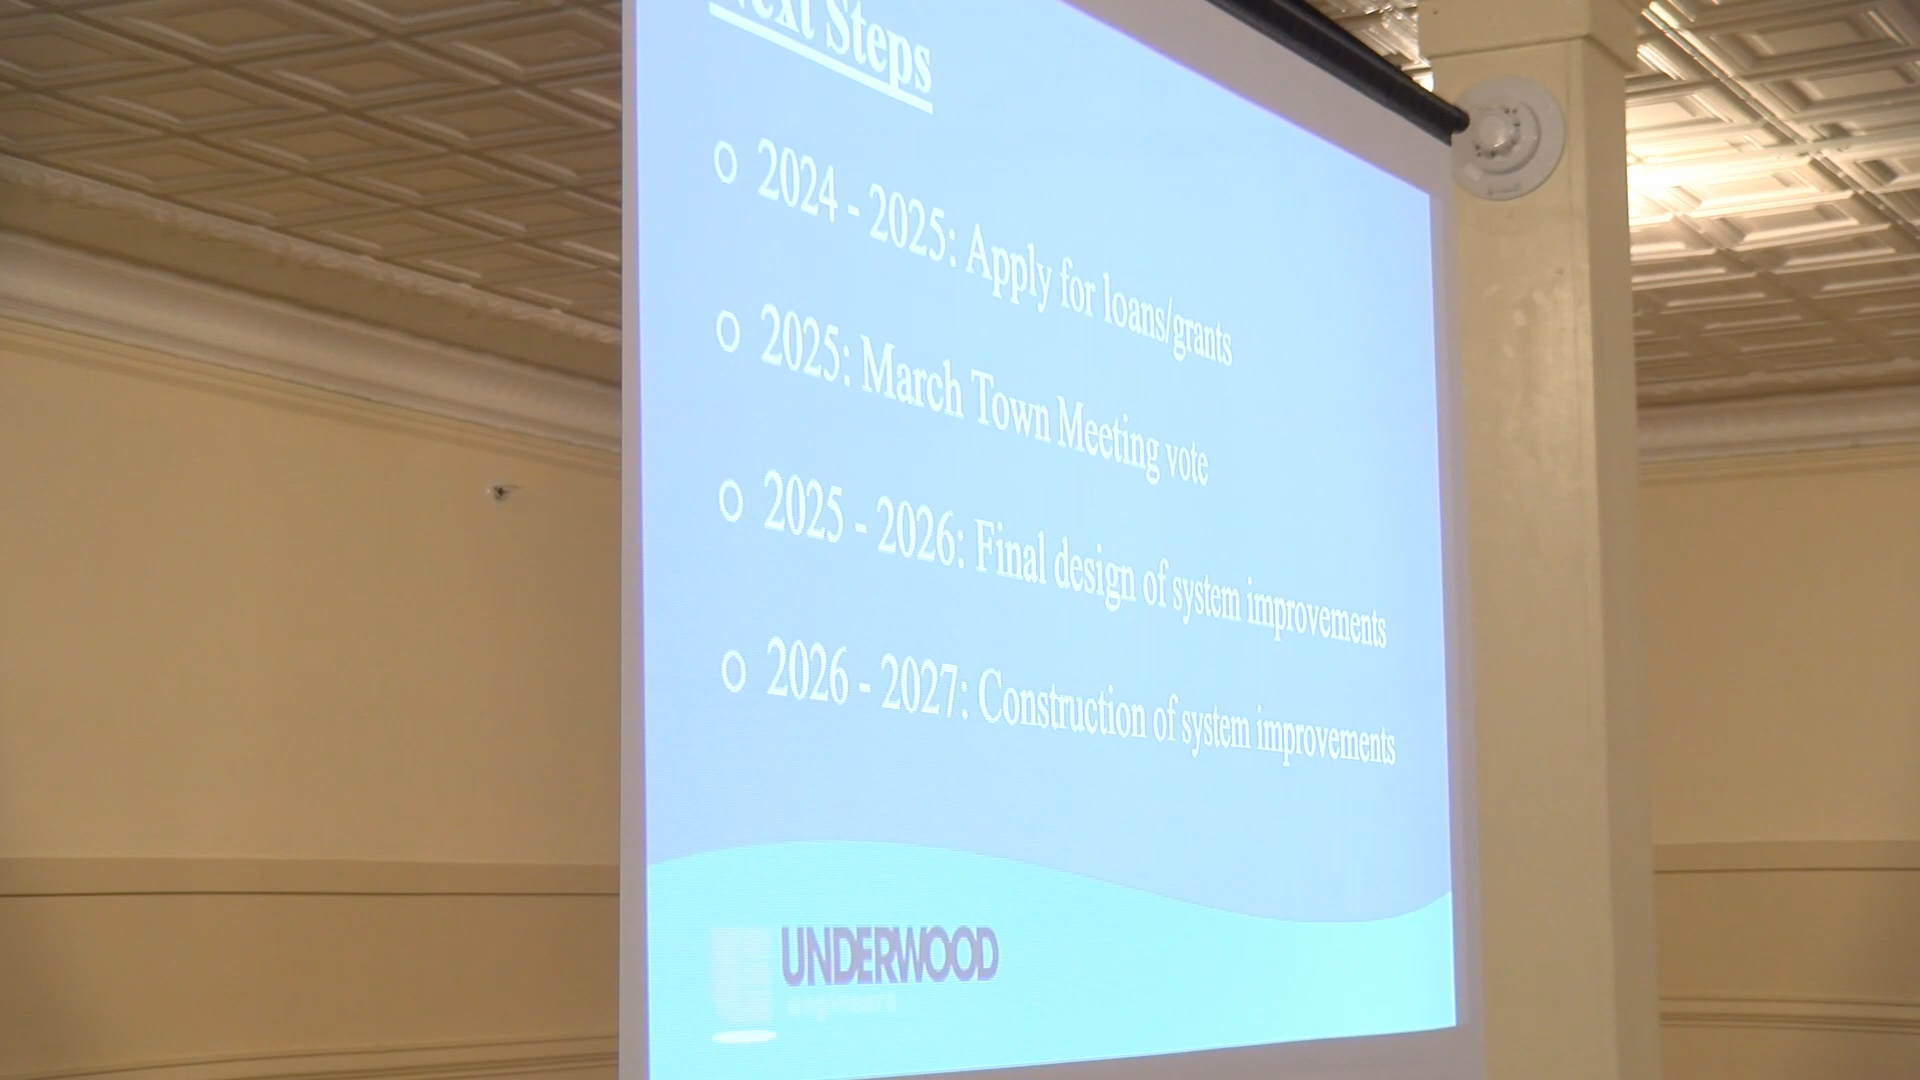 Next Steps
2024 - 2025: Apply for loans/grants
2025: March Town Meeting vote
2025 - 2026: Final design of system improvements
2026 - 2027: Construction of system improvements
UNDERWOOD
engineers